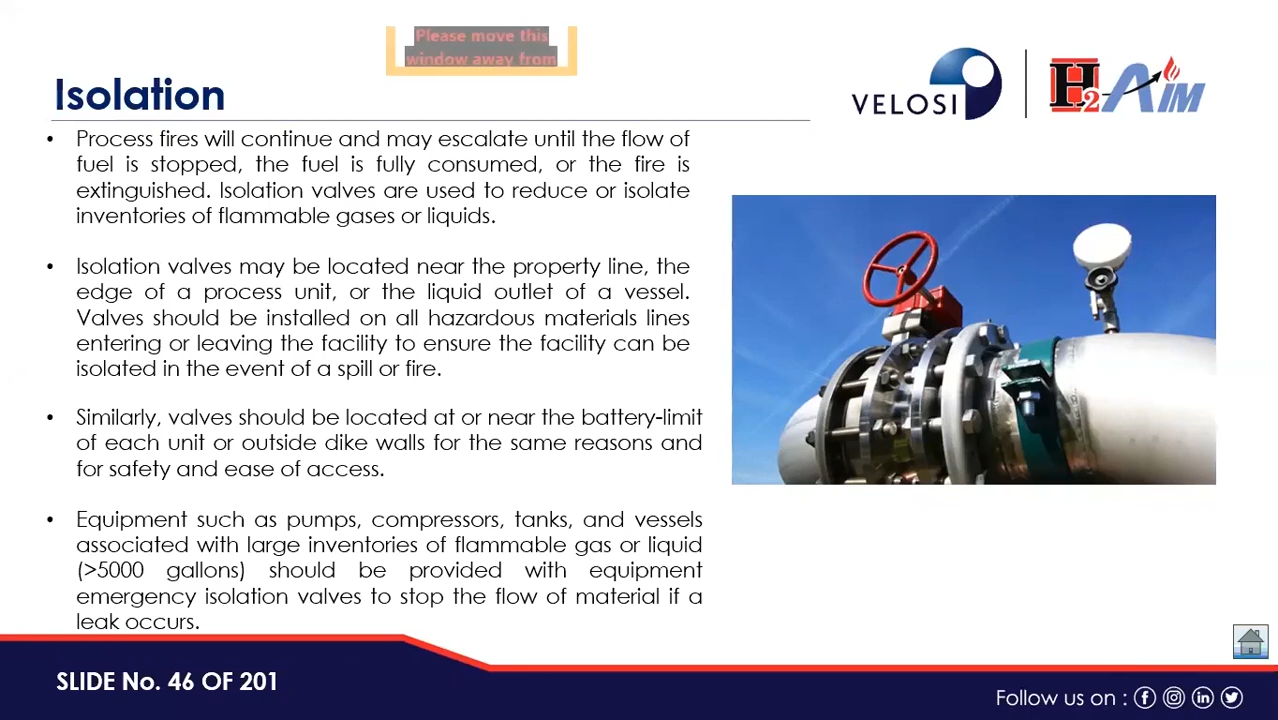 Please move this
window away from
Isolation
VELOSI
H2AIM
• Process fires will continue and may escalate until the flow of
fuel is stopped, the fuel is fully consumed, or the fire is
extinguished. Isolation valves are used to reduce or isolate
inventories of flammable gases or liquids.
• Isolation valves may be located near the property line, the
edge of a process unit, or the liquid outlet of a vessel.
Valves should be installed on all hazardous materials lines
entering or leaving the facility to ensure the facility can be
isolated in the event of a spill or fire.
• Similarly, valves should be located at or near the battery-limit
of each unit or outside dike walls for the same reasons and
for safety and ease of access.
• Equipment such as pumps, compressors, tanks, and vessels
associated with large inventories of flammable gas or liquid
(>5000 gallons) should be provided with equipment
emergency isolation valves to stop the flow of material if a
leak occurs.
SLIDE No. 46 OF 201
Follow us on :